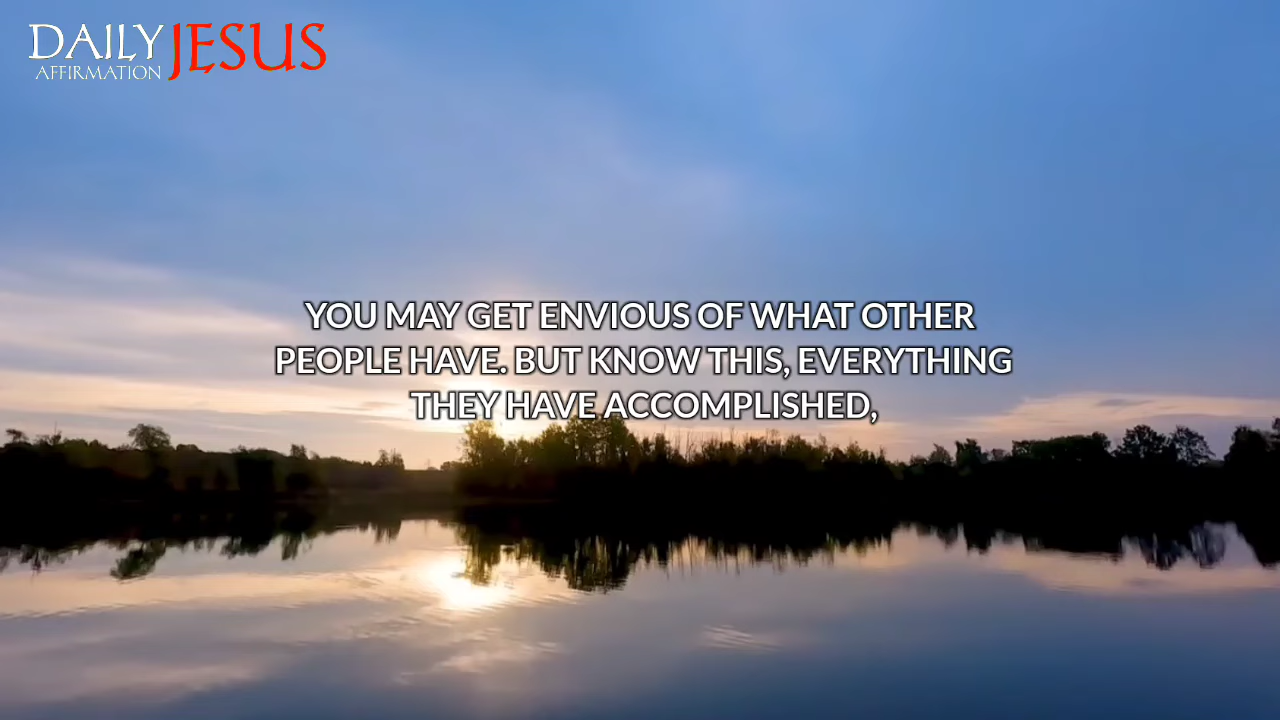 DAILY JESUS
AFFIRMATION
YOU MAY GET ENVIOUS OF WHAT OTHER
PEOPLE HAVE. BUT KNOW THIS, EVERYTHING
THEY HAVE ACCOMPLISHED,